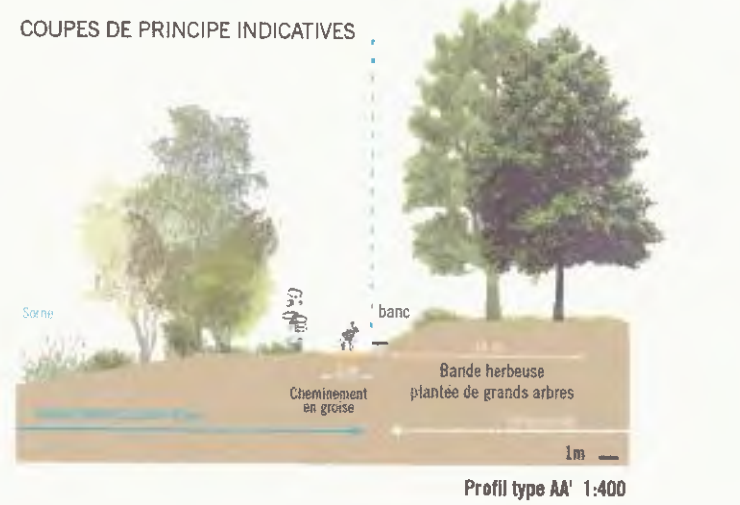 COUPES DE PRINCIPE INDICATIVES
Sorne
banc
Bande herbeuse
plantée de grands arbres
Cheminement
en groise
1m
Profil type AA' 1:400